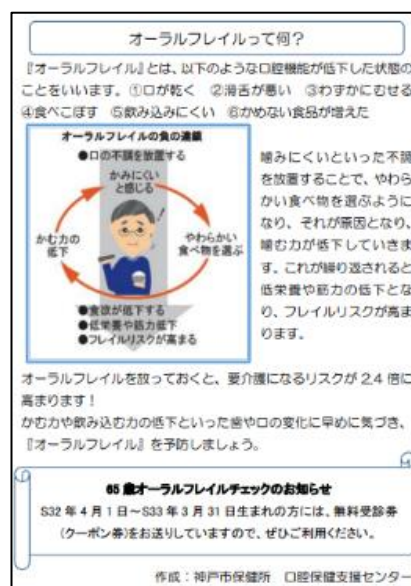 オーラルフレイルって何？
『オーラルフレイル』とは、以下のような口腔機能が低下した状態の
ことをいいます。①口が乾く　②滑舌が悪い　③わずかにむせる
④食べこぼす　⑤飲み込みにくい　⑥かめない食品が増えた
オーラルフレイルの負の連鎖
●口の不調を放置する
かみにくい
と感じる
かむ力の
低下
やわらかい
食べ物を選ぶ
●食欲が低下する
●低栄養や筋力低下
●フレイルリスクが高まる
噛みにくいといった不調
を放置することで、やわら
かい食べ物を選ぶように
なり、それが原因となり、
噛む力が低下していきま
す。これが繰り返されると
低栄養や筋力の低下とな
り、フレイルリスクが高ま
ります。
オーラルフレイルを放っておくと、要介護になるリスクが 2.4 倍に
高まります！
かむ力や飲み込む力の低下といった歯や口の変化に早めに気づき、
『オーラルフレイル』を予防しましょう。
65 歳オーラルフレイルチェックのお知らせ
S32 年 4 月 1 日～S33 年 3 月 31 日生まれの方には、無料受診券
（クーポン券）をお送りしていますので、ぜひご利用ください。
作成：神戸市保健所　口腔保健支援センター